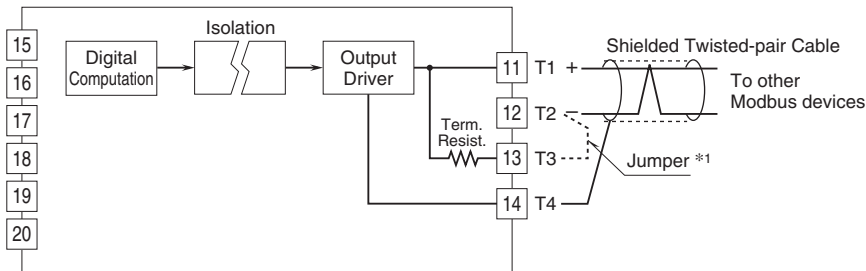 Isolation
15
16
17
18
19
20
Digital
Computation
Output
Driver
Term.
Resist.
11 T1 +
12 T2 –
13 T3
14 T4
Shielded Twisted-pair Cable
To other
Modbus devices
Jumper *1